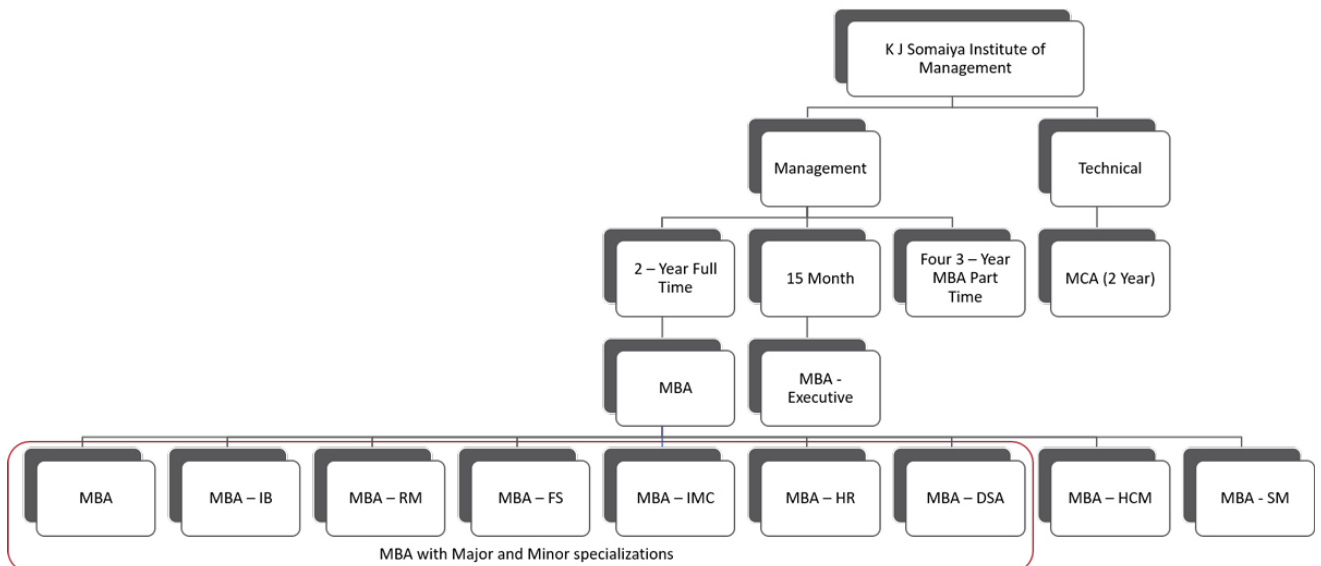 K J Somaiya Institute of
Management
Management
Technical
2 – Year Full
Time
15 Month
Four 3 – Year
MBA Part
Time
MCA (2 Year)
MBA
MBA -
Executive
MBA
MBA – IB
MBA – RM
MBA – FS
MBA – IMC
MBA – HR
MBA – DSA
MBA – HCM
MBA - SM
MBA with Major and Minor specializations